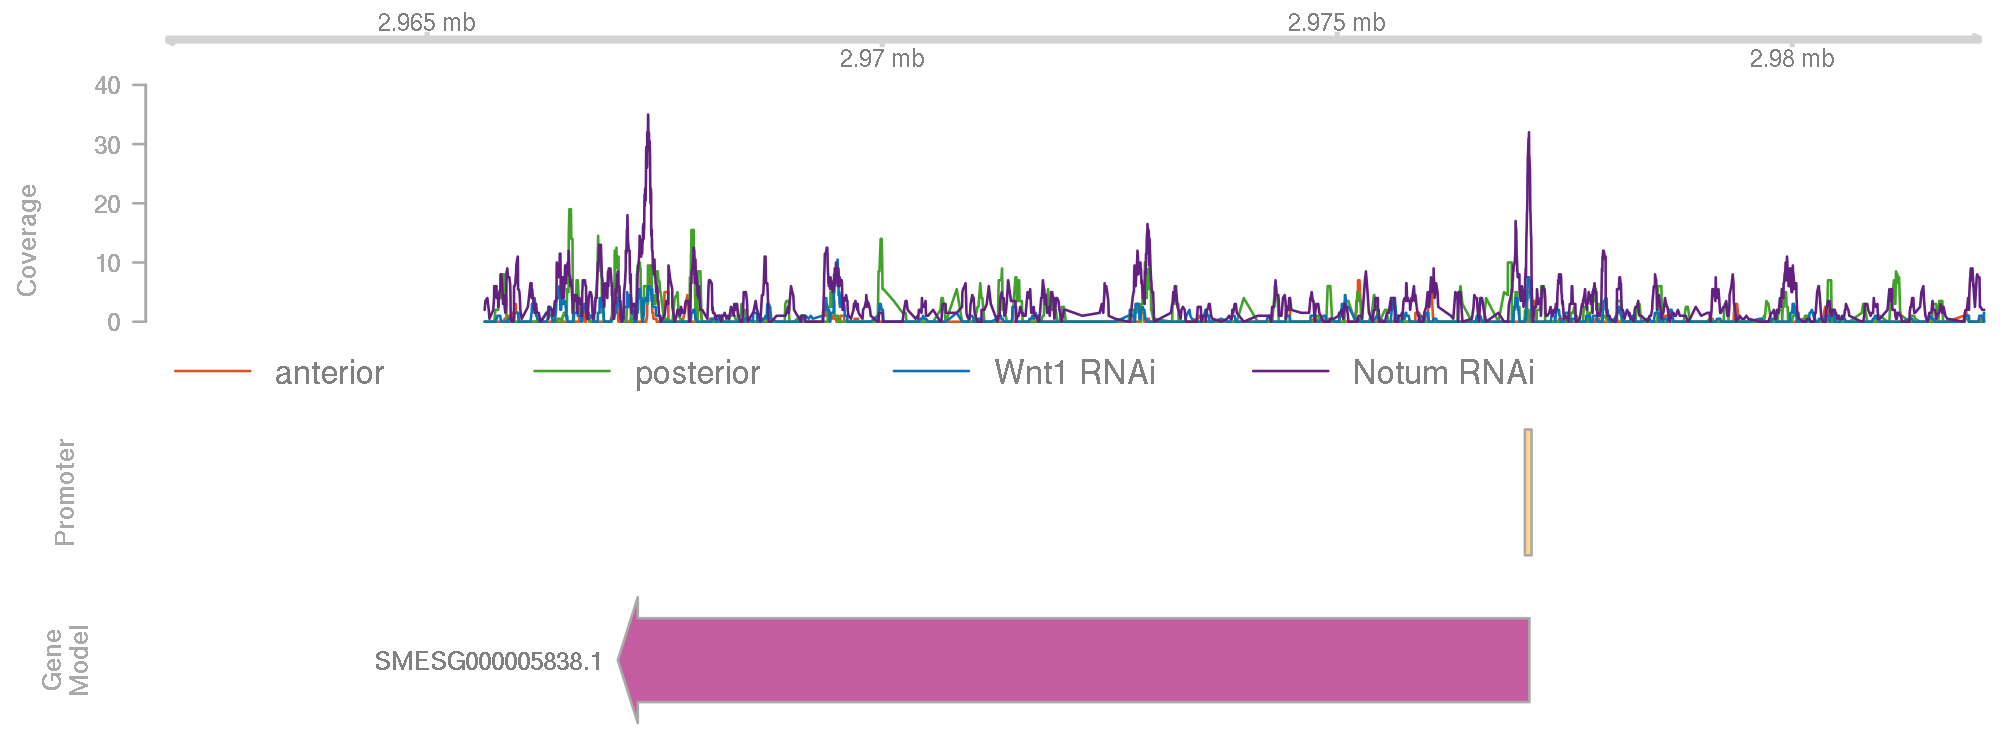 2.965 mb
2.975 mb
2.97 mb
2.98 mb
Coverage
40
30
20
10
0
anterior
posterior
Wnt1 RNAi
Notum RNAi
Promoter
Gene
Model
SMESG000005838.1